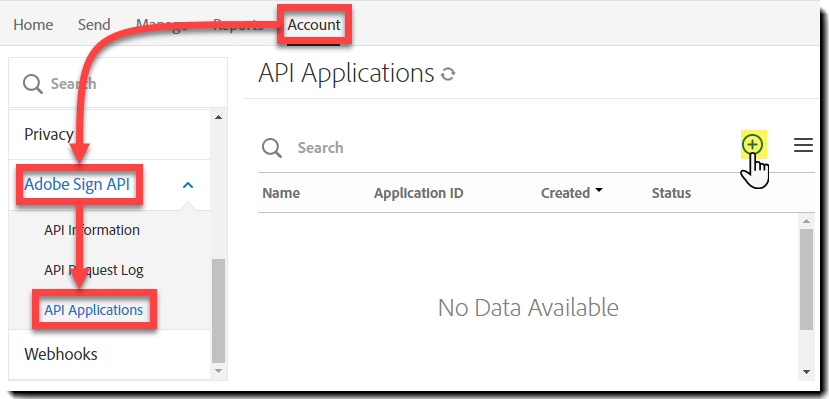 Home Send Manage Reports Account
Search
Privacy
Adobe Sign API
API Information
API Request Log
API Applications
Webhooks
API Applications
Search
Name Application ID Created Status
No Data Available